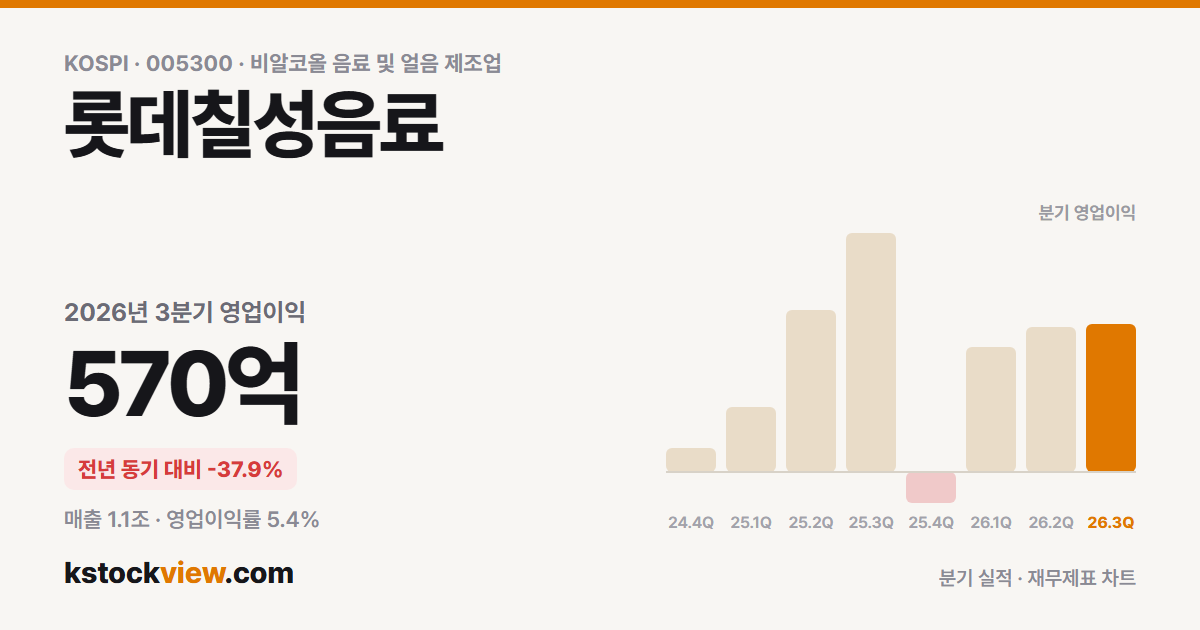 KOSPI · 005300 · 비알코올 음료 및 얼음 제조업
롯데칠성음료
분기 영업이익
2026년 3분기 영업이익
570억
전년 동기 대비 -37.9%
매출 1.1조 · 영업이익률 5.4%
24.4Q 25.1Q 25.2Q 25.3Q 25.4Q 26.1Q 26.2Q 26.3Q
kstockview.com
분기 실적 · 재무제표 차트